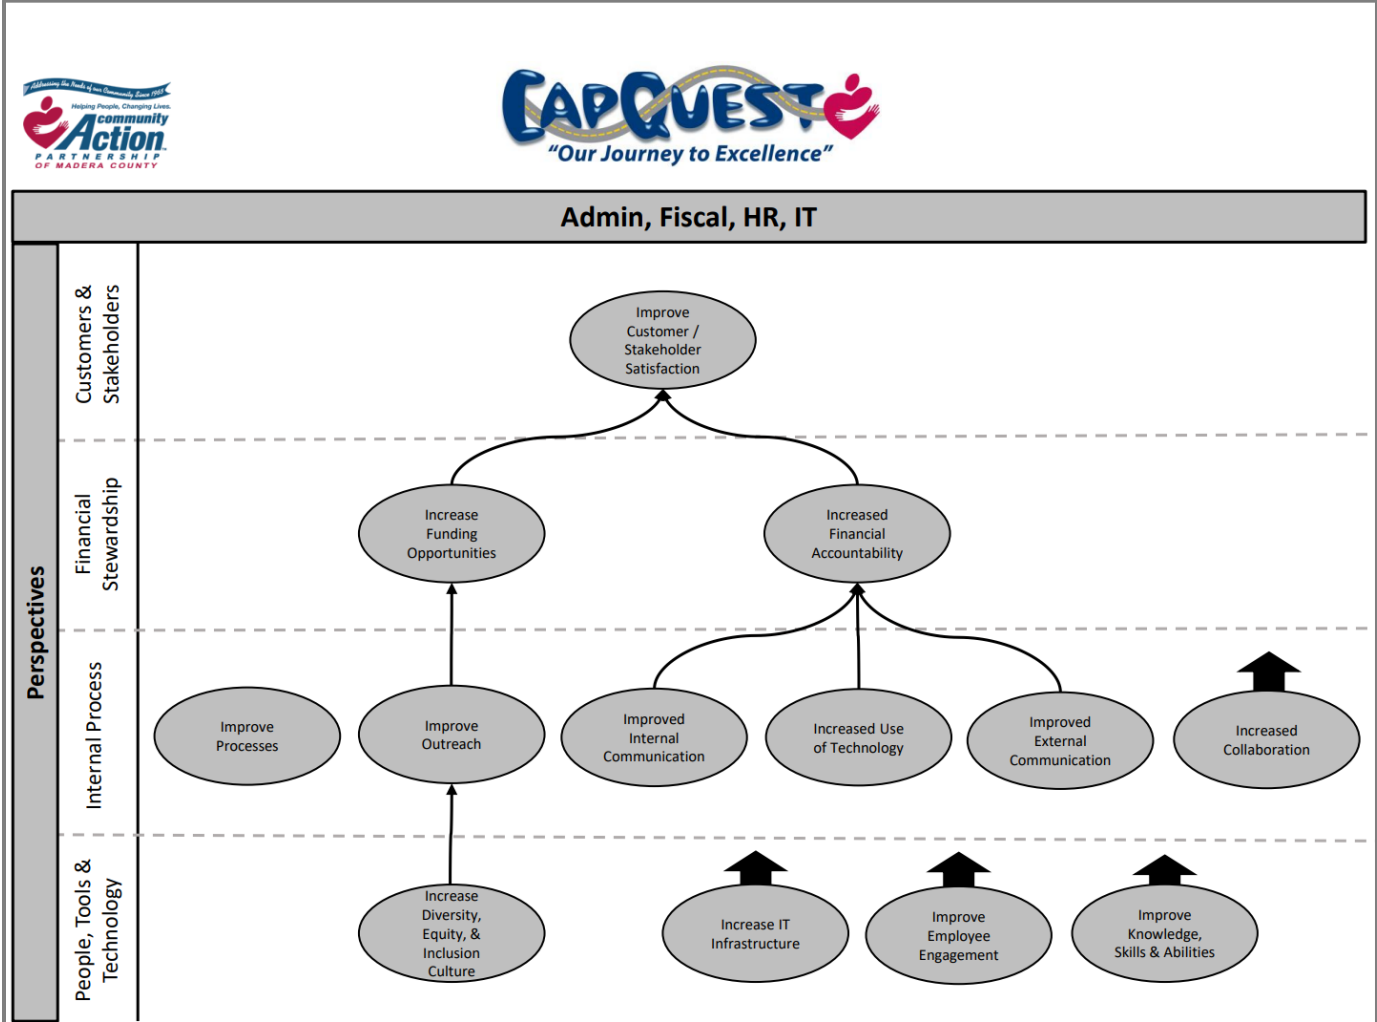 Addressing the Needs of our Community Since 1965
Helping People, Changing Lives.
community
Action
PARTNERSHIP
OF MADERA COUNTY
CAPQUEST
"Our Journey to Excellence"
Admin, Fiscal, HR, IT
Perspectives
Customers &
Stakeholders
Improve
Customer /
Stakeholder
Satisfaction
Financial
Stewardship
Increase
Funding
Opportunities
Increased
Financial
Accountability
Internal Process
Improve
Processes
Improve
Outreach
Improved
Internal
Communication
Increased Use
of Technology
Improved
External
Communication
Increased
Collaboration
People, Tools &
Technology
Increase
Diversity,
Equity, &
Inclusion
Culture
Increase IT
Infrastructure
Improve
Employee
Engagement
Improve
Knowledge,
Skills & Abilities